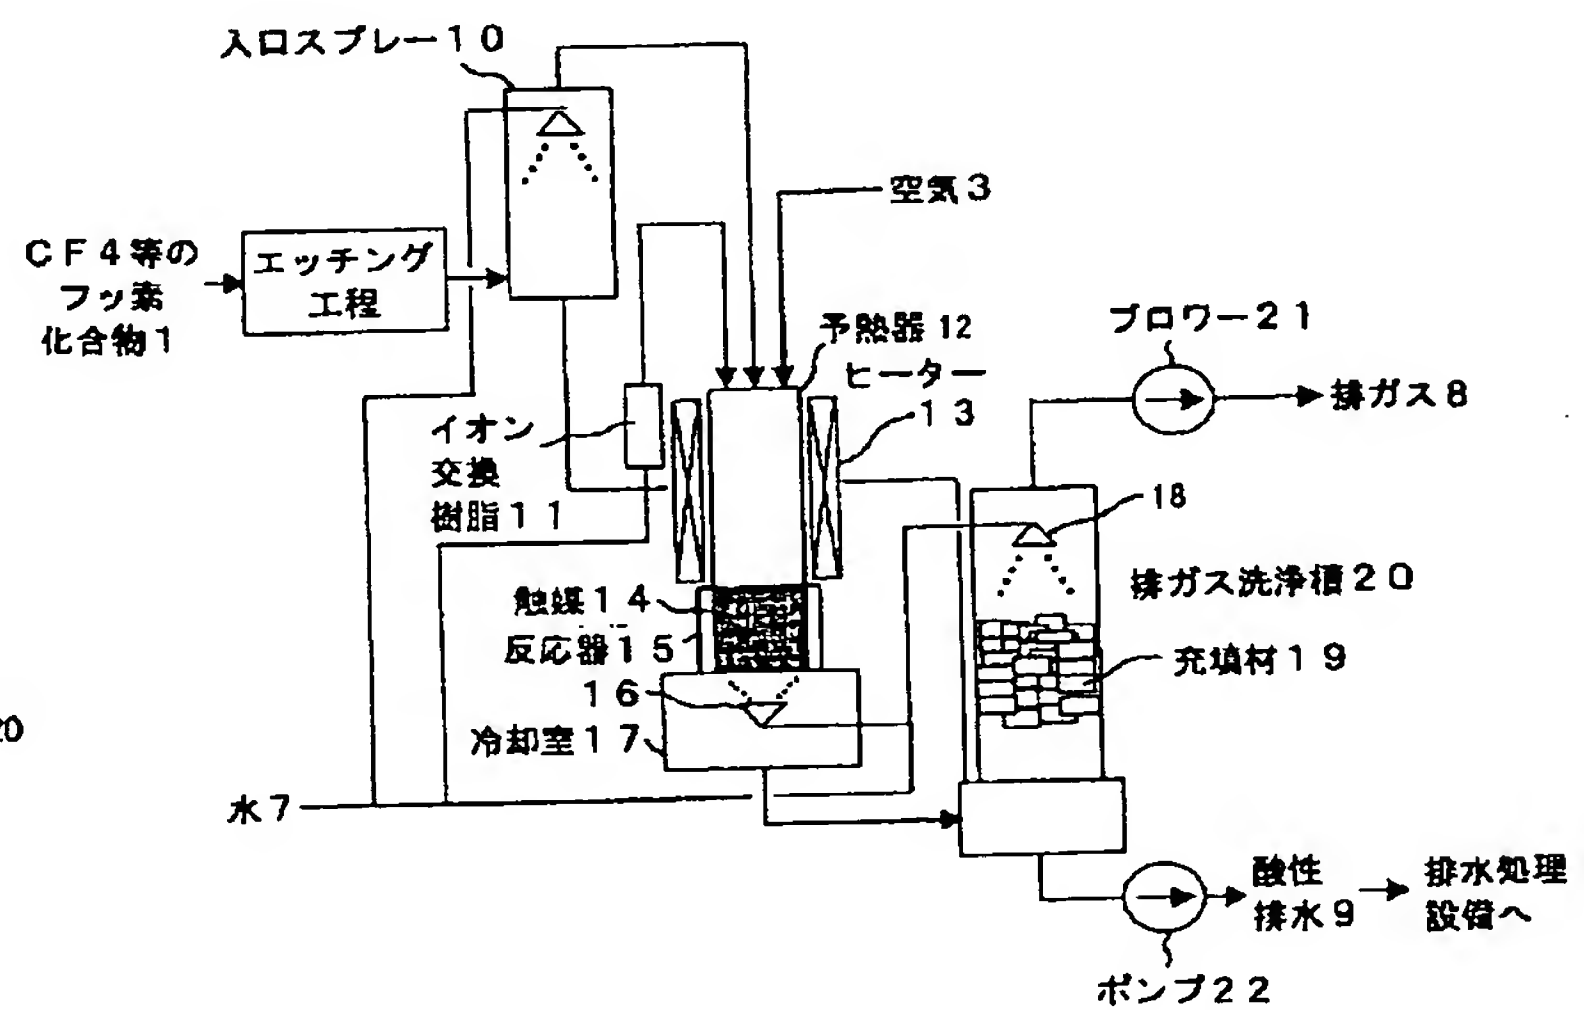 入口スプレー１０
空気３
ＣＦ４等の
フッ素
化合物１
エッチング
工程
予熱器12
ヒーター
１３
ブロワー２１
排ガス８
イオン
交換
樹脂１１
18
排ガス洗浄槽２０
触媒１４
反応器１５
充填材１９
１６
冷却室１７
20
水７
酸性
排水９
排水処理
設備へ
ポンプ２２